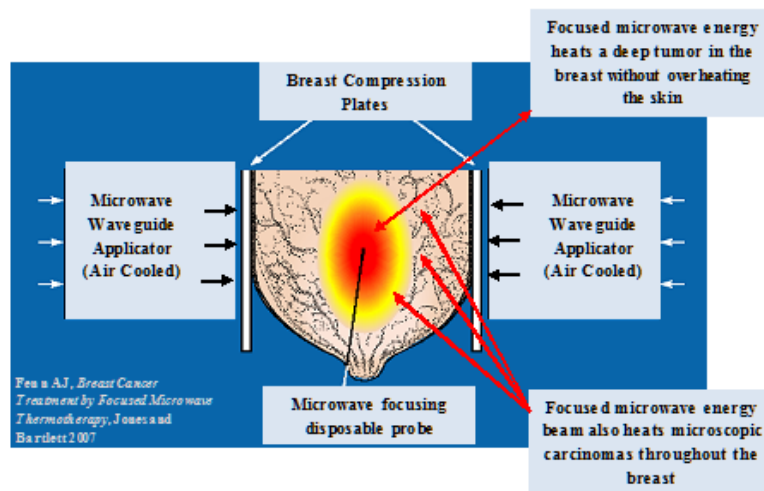 Focused microwave energy
heats a deep tumor in the
breast without overheating
the skin
Breast Compression
Plates
Microwave
Waveguide
Applicator
(Air Cooled)
Microwave
Waveguide
Applicator
(Air Cooled)
Fenn AJ, Breast Cancer
Treatment by Focused Microwave
Thermotherapy, Jones and
Bartlett 2007
Microwave focusing
disposable probe
Focused microwave energy
beam also heats microscopic
carcinomas throughout the
breast